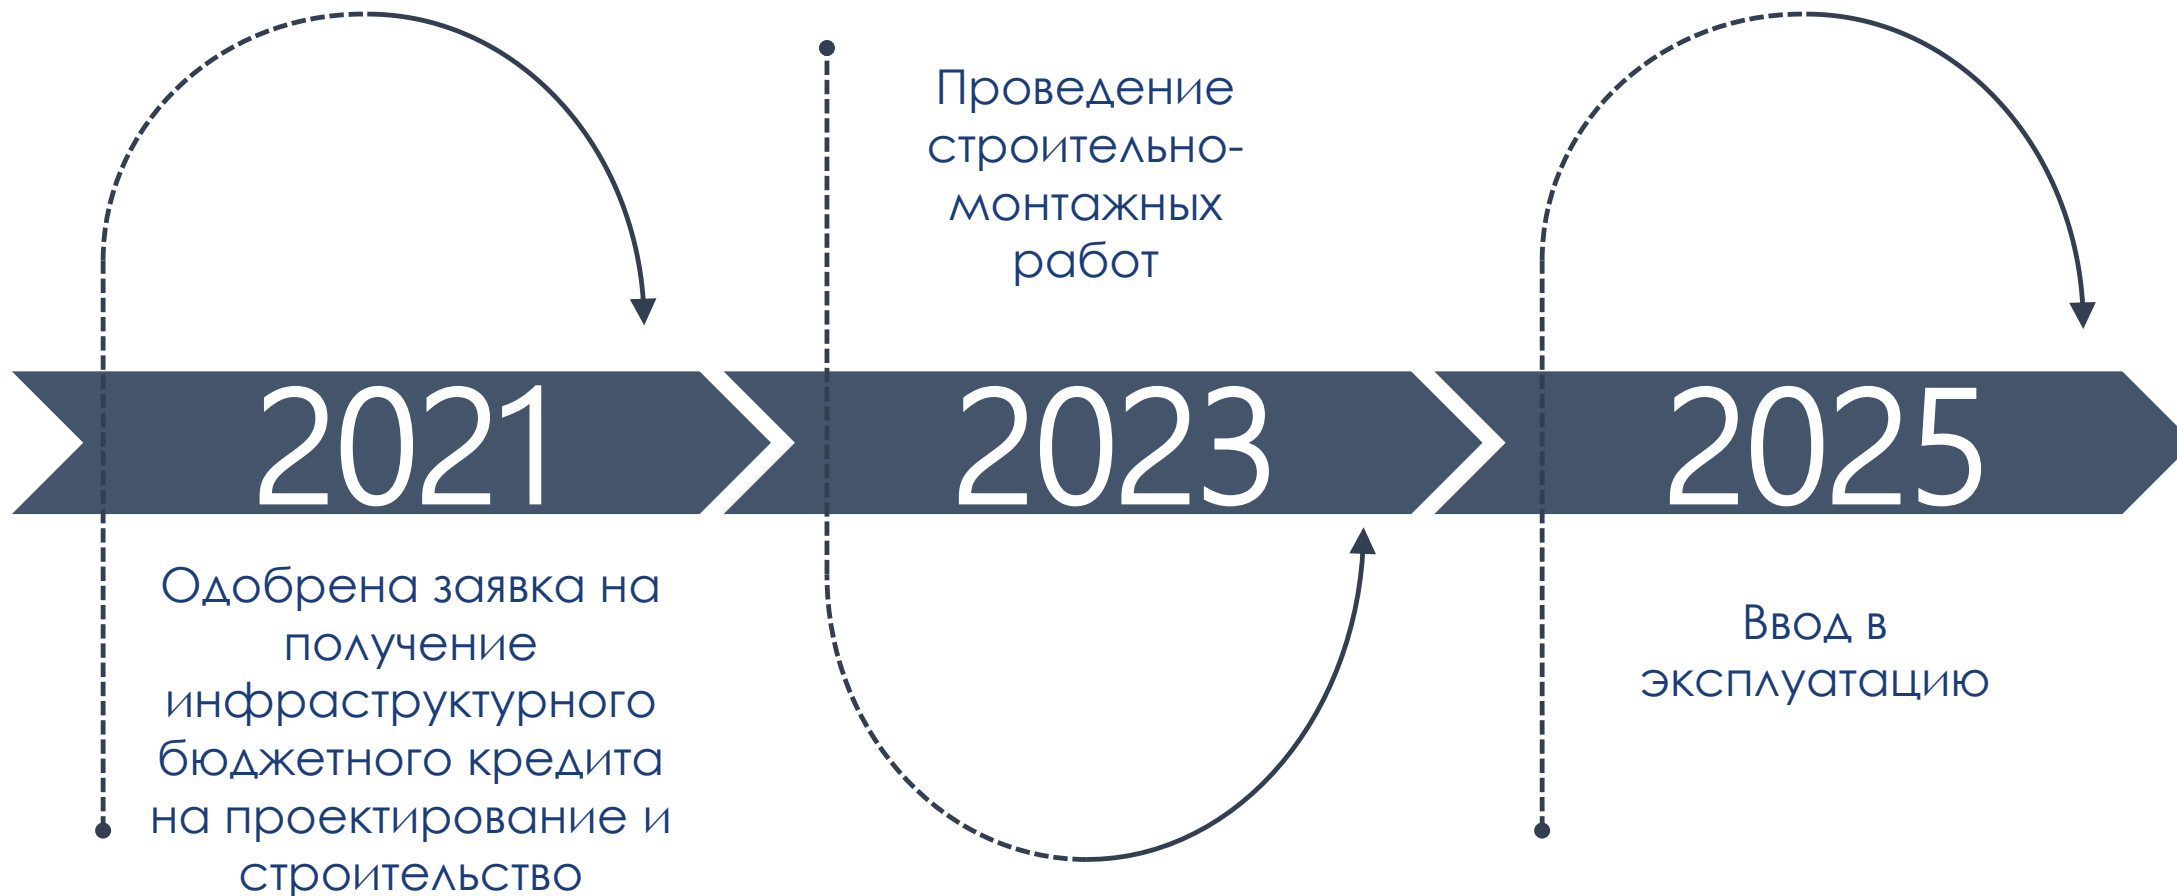 2021
Одобрена заявка на
получение
инфраструктурного
бюджетного кредита
на проектирование и
строительство
Проведение
строительно-
монтажных
работ
2023
2025
Ввод в
эксплуатацию